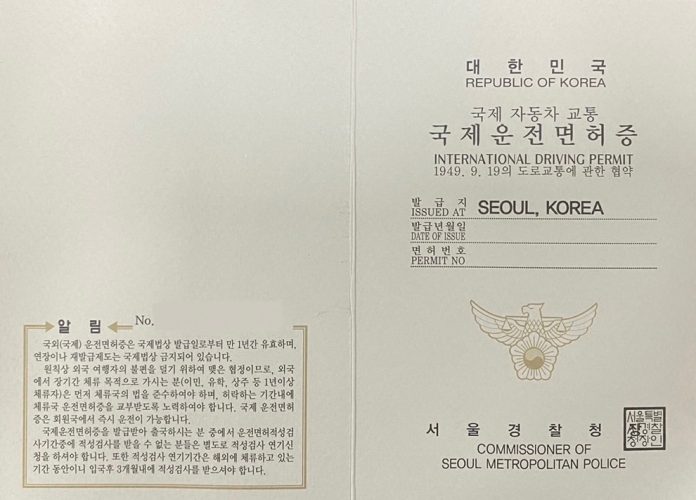 알 림
No.
국외(국제) 운전면허증은 국제법상 발급일로부터 만 1년간 유효하며,
연장이나 재발급제도는 국제법상 금지되어 있습니다.
원칙상 외국 여행자의 불편을 덜기 위하여 맺은 협정이므로, 외국
에서 장기간 체류 목적으로 가시는 분(이민, 유학, 상주 등 1년이상
체류자)은 먼저 체류국의 법을 준수하여야 하며, 허락하는 기간내에
체류국 운전면허증을 교부받도록 노력하여야 합니다. 국제 운전면허
증은 회원국에서 즉시 운전이 가능합니다.
국제운전면허증을 발급받아 출국하시는 분 중에서 운전면허적성검
사기간중에 적성검사를 받을 수 없는 분들은 별도로 적성검사 연기신
청을 하셔야 합니다. 또한 적성검사 연기기간은 해외에 체류하고 있는
기간 동안이니 입국후 3개월내에 적성검사를 받으셔야 합니다.
대 한 민 국
REPUBLIC OF KOREA
국제 자동차 교통
국제운전면허증
INTERNATIONAL DRIVING PERMIT
1949. 9. 19의 도로교통에 관한 협약
발 급 지
ISSUED AT SEOUL, KOREA
발급년월일
DATE OF ISSUE
면 허 번 호
PERMIT NO
서 울 경 찰 청 장
COMMISSIONER OF
SEOUL METROPOLITAN POLICE
서울특별
시경찰
청장인